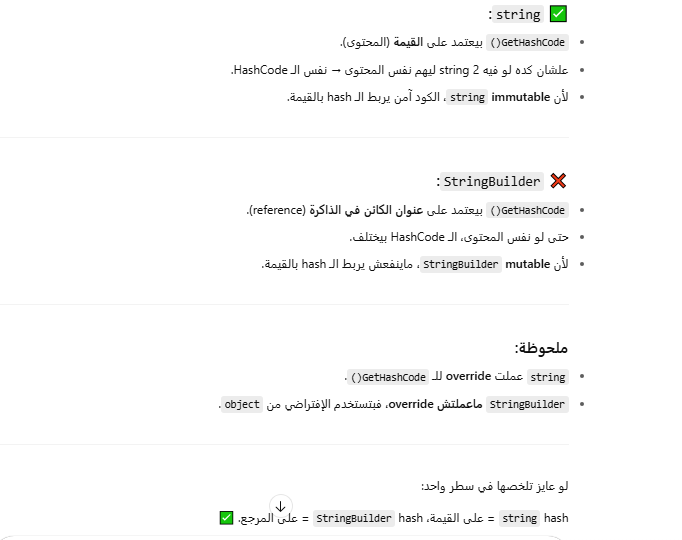 ✅ string:
GetHashCode() بيعتمد على القيمة (المحتوى).
علشان كده لو فيه 2 string ليهم نفس المحتوى → نفس الـ HashCode.
لأن string immutable، الكود آمن يربط الـ hash بالقيمة.
❌ StringBuilder:
GetHashCode() بيعتمد على عنوان الكائن في الذاكرة (reference).
حتى لو نفس المحتوى، الـ HashCode بيختلف.
لأن StringBuilder mutable، ماينفعش يربط الـ hash بالقيمة.
ملحوظة:
string عملت override للـ GetHashCode().
StringBuilder ماعملتش override، فبتستخدم الإفتراضي من object.
لو عايز تلخصها في سطر واحد:
string hash = على القيمة، StringBuilder hash = على المرجع. ✅